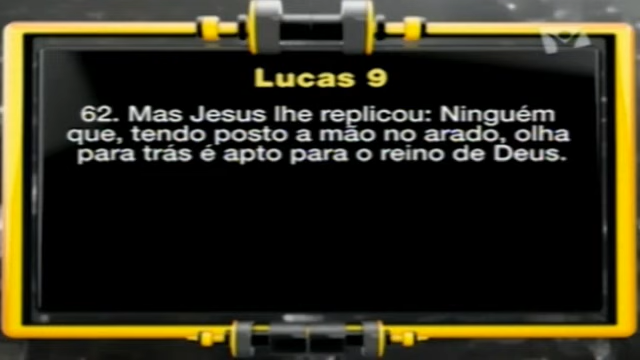 Lucas 9
62. Mas Jesus lhe replicou: Ninguém
que, tendo posto a mão no arado, olha
para trás é apto para o reino de Deus.